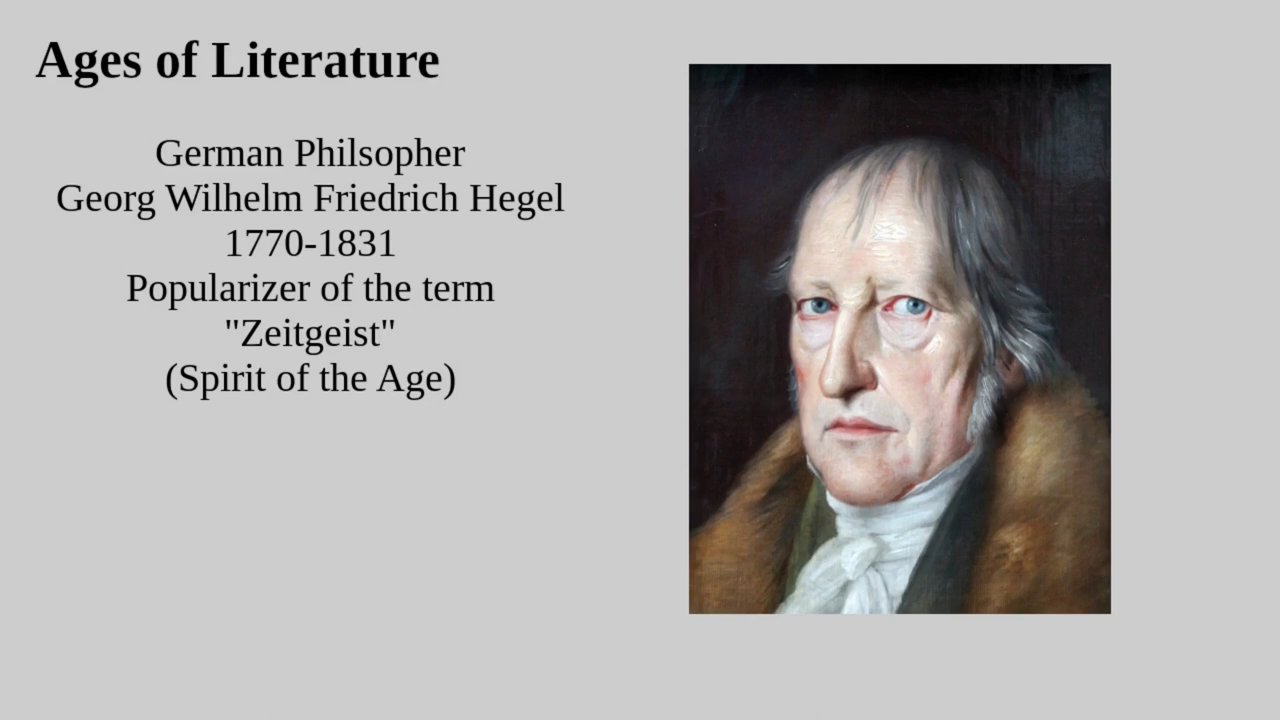 Ages of Literature
German Philsopher
Georg Wilhelm Friedrich Hegel
1770-1831
Popularizer of the term
"Zeitgeist"
(Spirit of the Age)